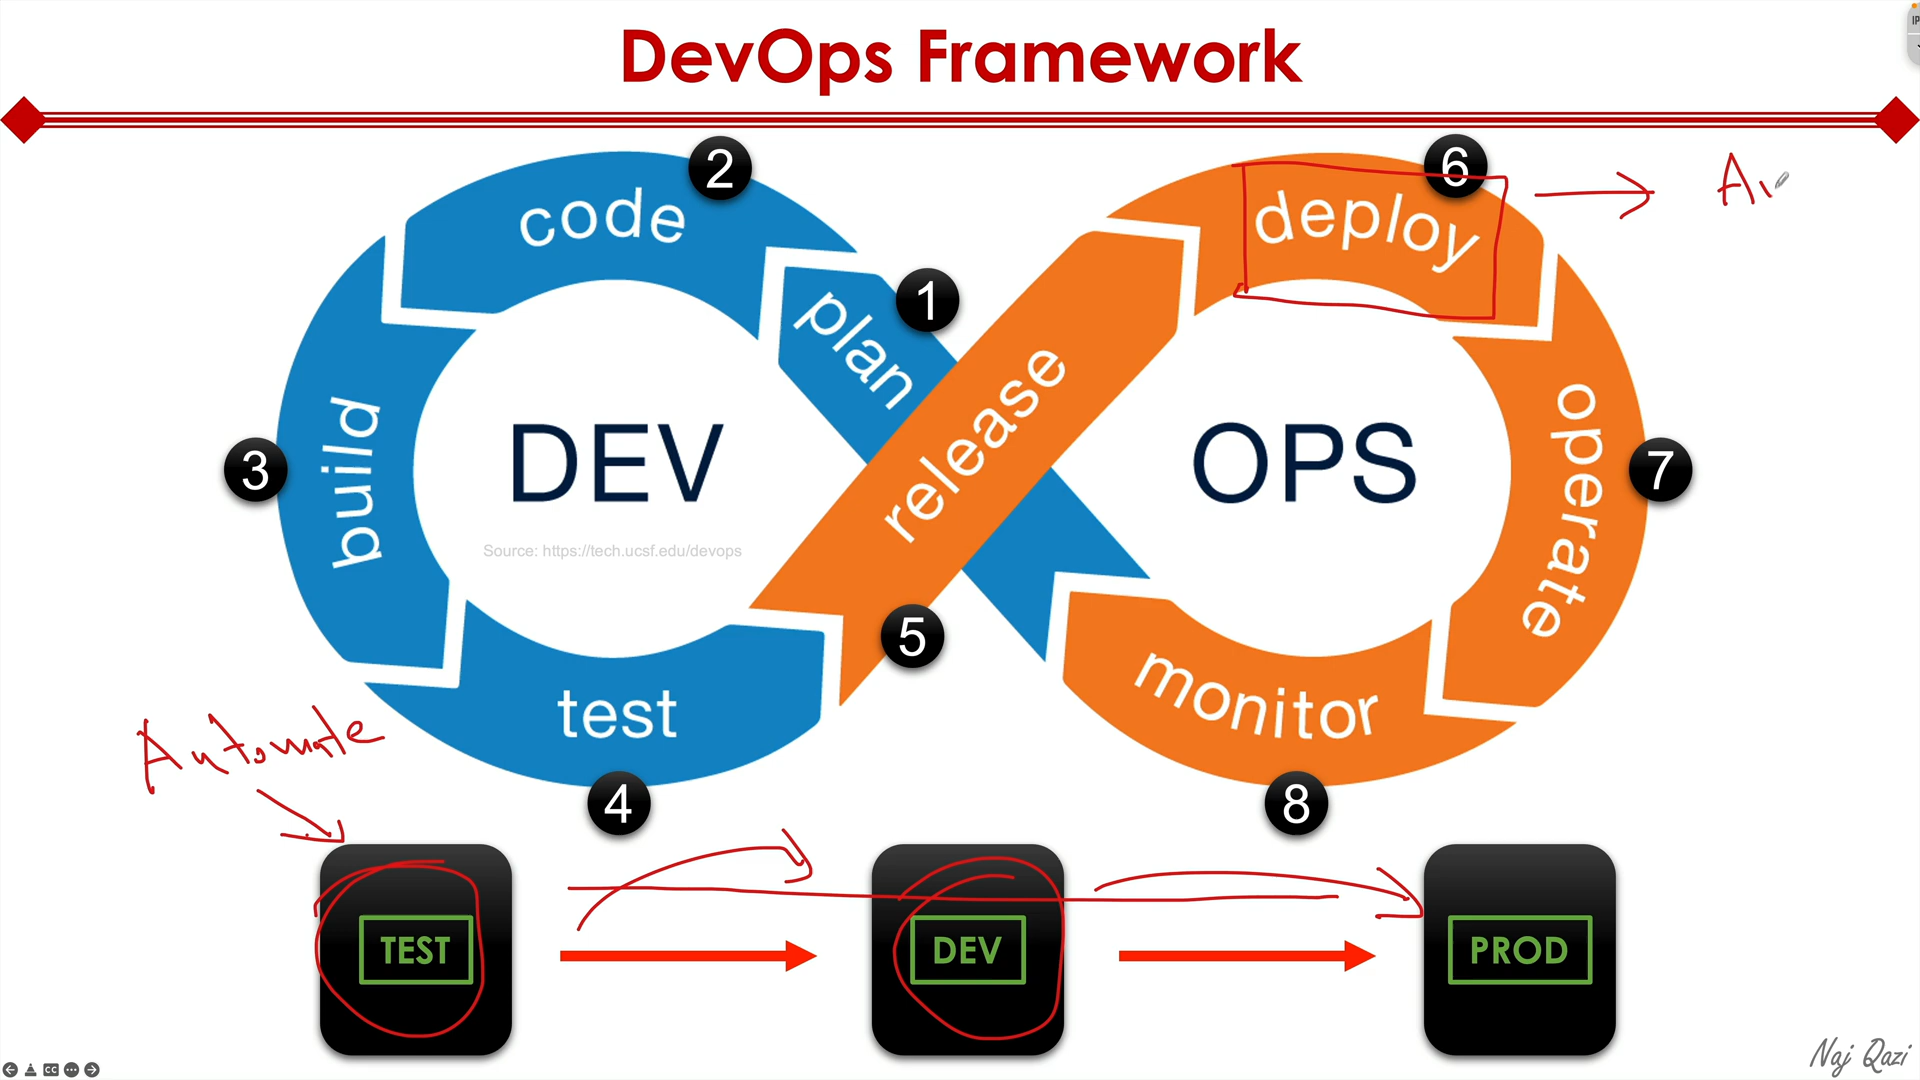 DevOps Framework
2
6
code
deploy
1
plan
release
build
DEV
OPS
operate
3
7
Source: https://tech.ucsf.edu/devops
5
test
monitor
Automate
4
8
TEST
DEV
PROD
Naj Qazi